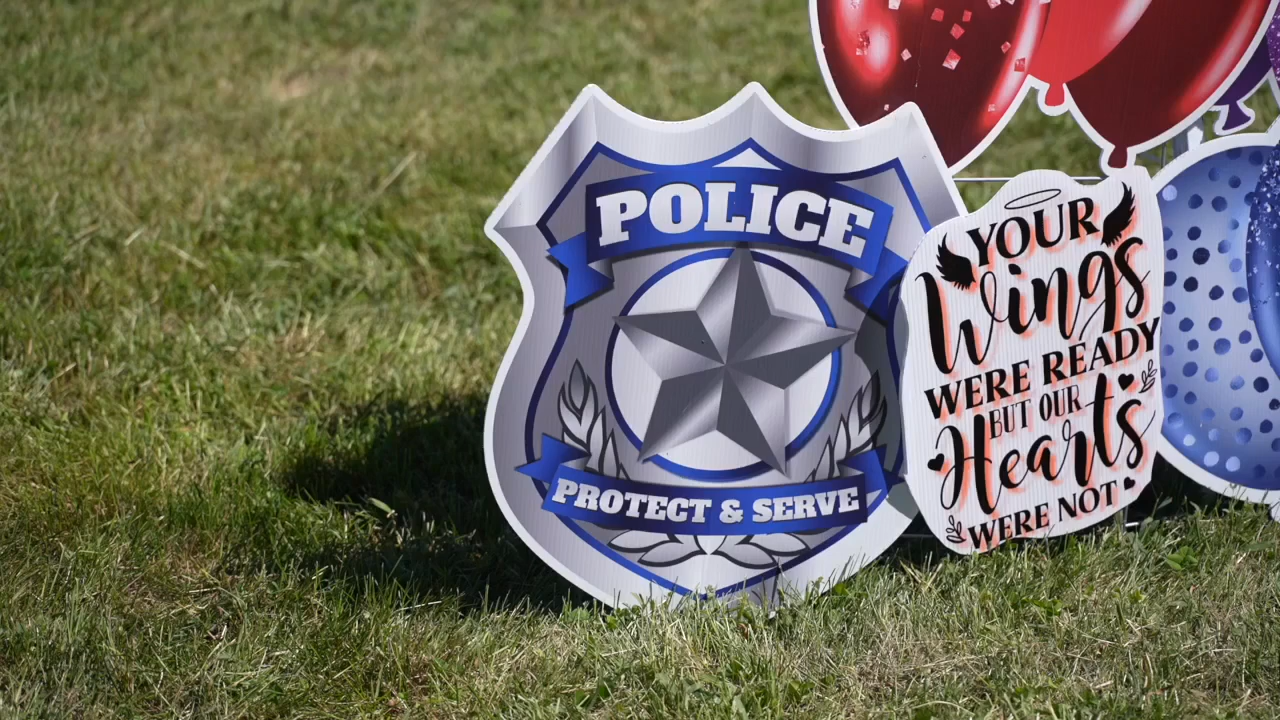 POLICE
PROTECT & SERVE
YOUR
Wings
WERE READY
BUT OUR
Hearts
WERE NOT